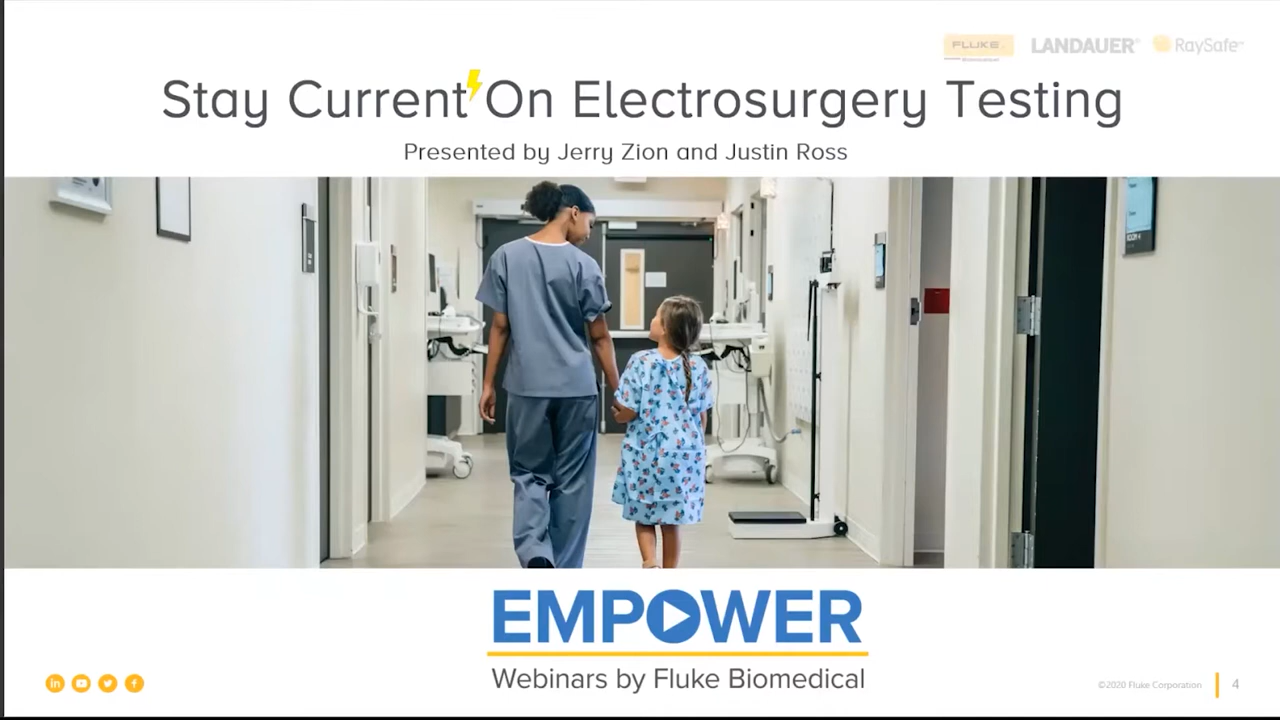 FLUKE LANDAUER RaySafe
Stay Current On Electrosurgery Testing
Presented by Jerry Zion and Justin Ross
EMPOWER
Webinars by Fluke Biomedical
©2020 Fluke Corporation
4